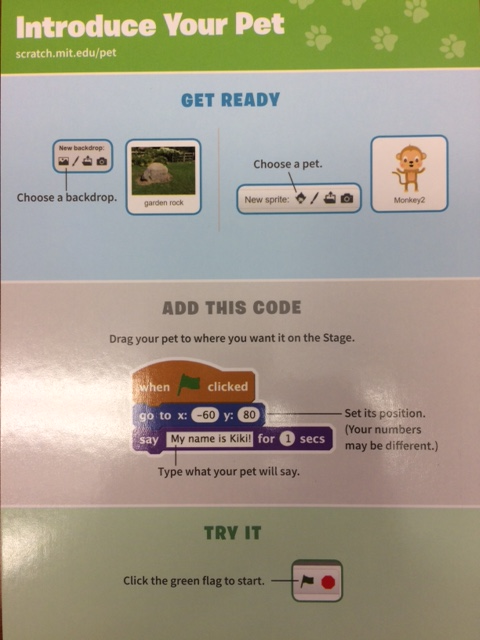 Introduce Your Pet
scratch.mit.edu/pet
GET READY
New backdrop:
Choose a backdrop.
garden rock
Choose a pet.
New sprite:
Monkey2
ADD THIS CODE
Drag your pet to where you want it on the Stage.
when clicked
go to x: -60 y: 80
say My name is Kiki! for 1 secs
Set its position.
(Your numbers
may be different.)
Type what your pet will say.
TRY IT
Click the green flag to start.